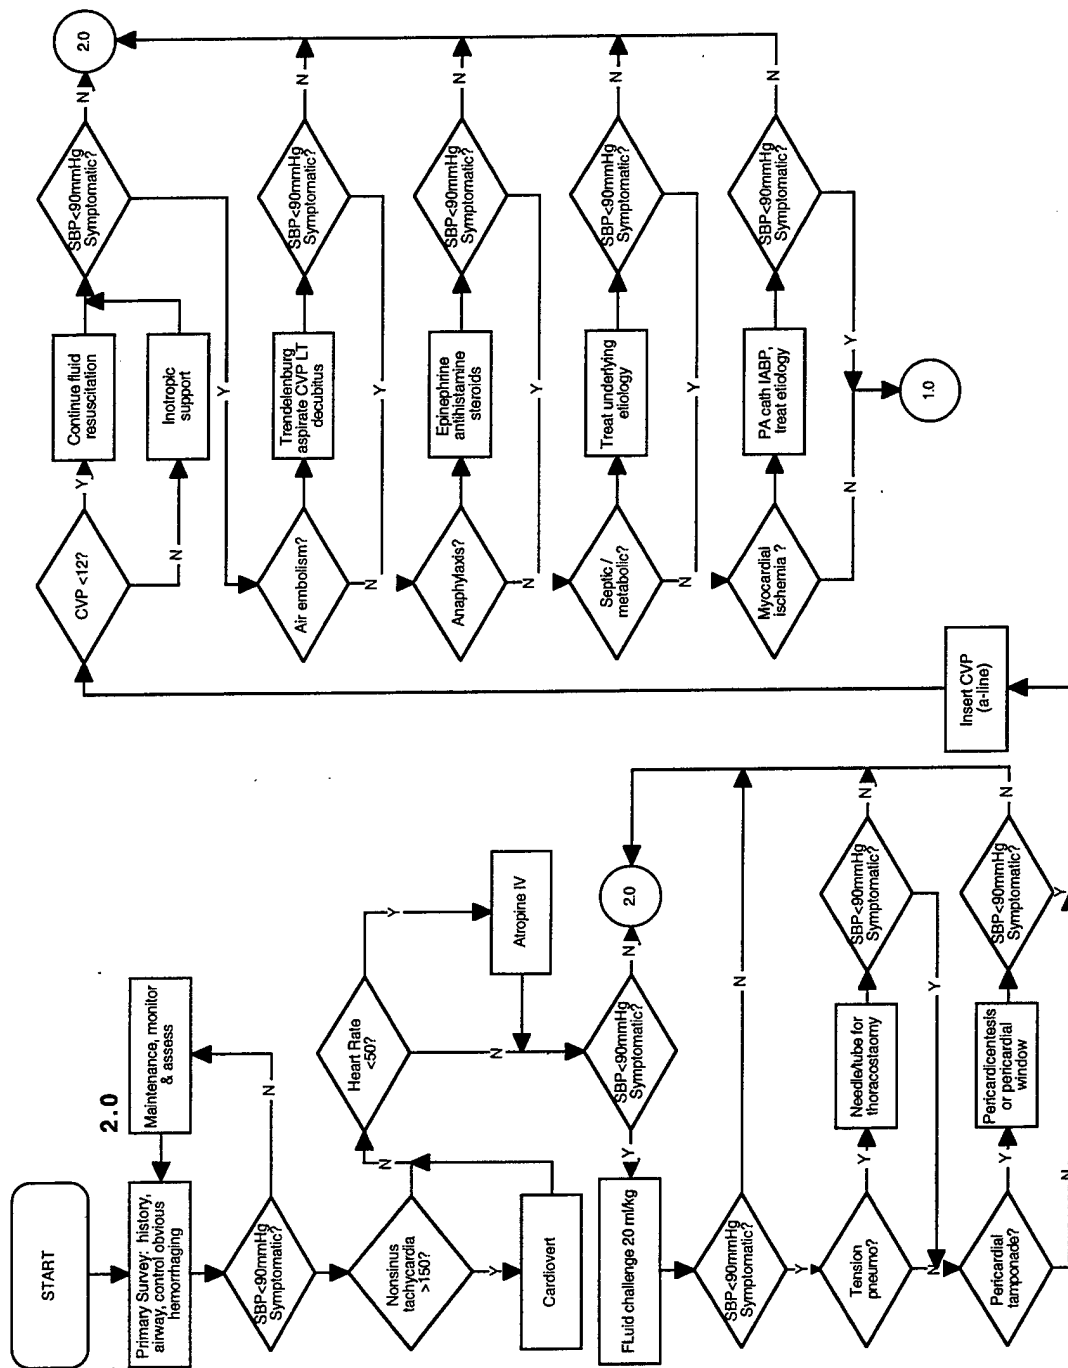 START
2.0
Primary Survey: history,
airway, control obvious
hemorrhaging
Maintenance, monitor
& assess
SBP<90mmHg
Symptomatic?
N
Nonsinus
tachycardia
>150?
N
Y
Cardiovert
Heart Rate
<50?
Y
N
Atropine IV
SBP<90mmHg
Symptomatic?
N
2.0
Y
FLuid challenge 20 ml/kg
SBP<90mmHg
Symptomatic?
N
Y
Tension
pneumo?
Y
N
Needle/tube for
thoracostaomy
SBP<90mmHg
Symptomatic?
N
Y
Pericardial
tamponade?
Y
N
Pericardicentesis
or pericardial
window
SBP<90mmHg
Symptomatic?
N
Y
Insert CVP
(a-line)
CVP <12?
Y
N
Continue fluid
resuscitation
Inotropic
support
SBP<90mmHg
Symptomatic?
N
Y
2.0
Air embolism?
N
Trendelenburg
aspirate CVP LT
decubitus
SBP<90mmHg
Symptomatic?
N
Y
Anaphylaxis?
N
Epinephrine
antihistamine
steroids
SBP<90mmHg
Symptomatic?
N
Y
Septic /
metabolic?
N
Treat underlying
etiology
SBP<90mmHg
Symptomatic?
N
Y
Myocardial
ischemia ?
N
PA cath IABP,
treat etiology
SBP<90mmHg
Symptomatic?
N
Y
1.0